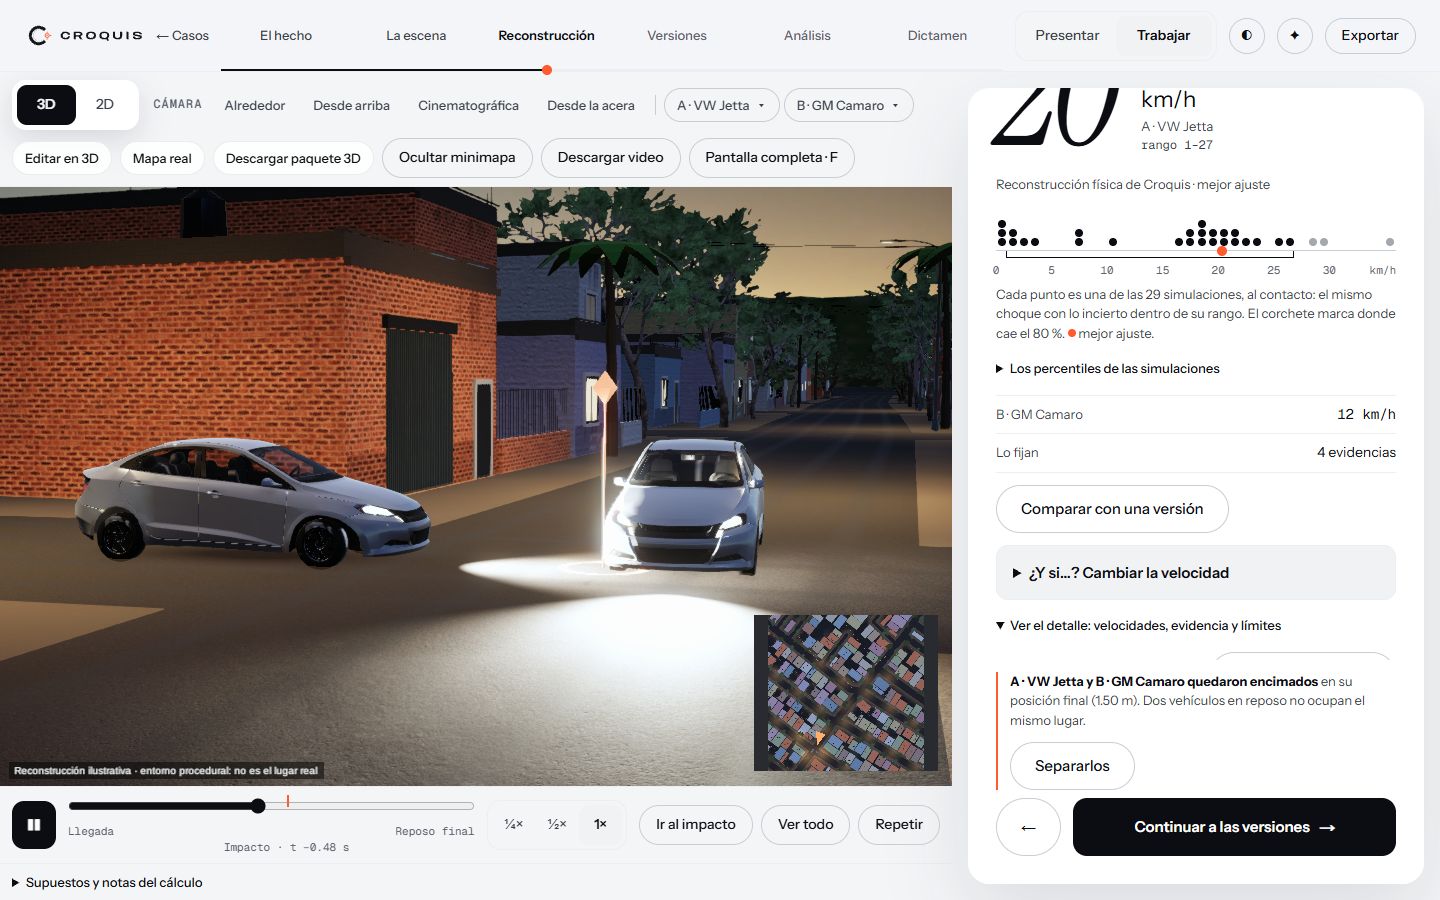 CROQUIS
← Casos
El hecho
La escena
Reconstrucción
Versiones
Análisis
Dictamen
Presentar
Trabajar
Exportar
3D
2D
CÁMARA
Alrededor
Desde arriba
Cinematográfica
Desde la acera
A · VW Jetta
B · GM Camaro
Editar en 3D
Mapa real
Descargar paquete 3D
Ocultar minimapa
Descargar video
Pantalla completa · F
Reconstrucción ilustrativa - entorno procedural: no es el lugar real
Llegada
Reposo final
Impacto · t −0.48 s
¼×
½×
1×
Ir al impacto
Ver todo
Repetir
Supuestos y notas del cálculo
20
km/h
A · VW Jetta
rango 1–27
Reconstrucción física de Croquis · mejor ajuste
0 5 10 15 20 25 30 km/h
Cada punto es una de las 29 simulaciones, al contacto: el mismo
choque con lo incierto dentro de su rango. El corchete marca donde
cae el 80 %. mejor ajuste.
Los percentiles de las simulaciones
B · GM Camaro 12 km/h
Lo fijan 4 evidencias
Comparar con una versión
¿Y si…? Cambiar la velocidad
Ver el detalle: velocidades, evidencia y límites
A · VW Jetta y B · GM Camaro quedaron encimados en su
posición final (1.50 m). Dos vehículos en reposo no ocupan el
mismo lugar.
Separarlos
←
Continuar a las versiones →